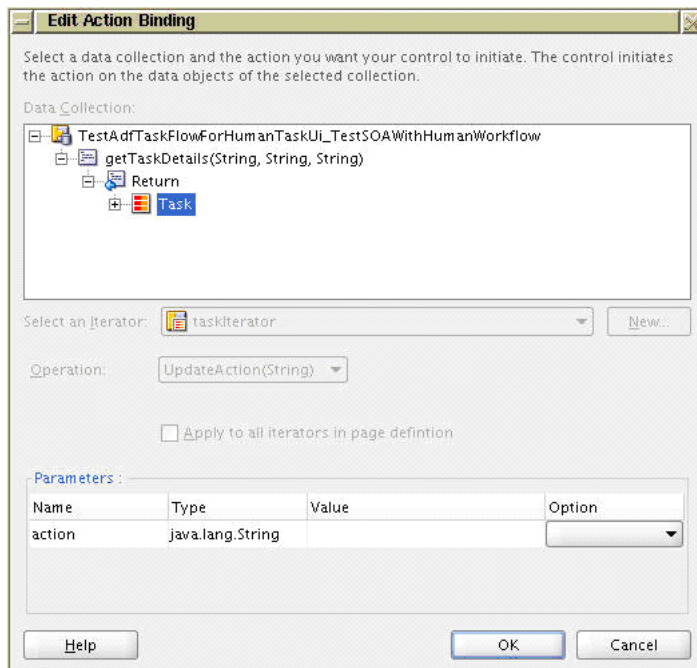 Edit Action Binding
Select a data collection and the action you want your control to initiate. The control initiates
the action on the data objects of the selected collection.
Data Collection:
TestAdfTaskFlowForHumanTaskUi_TestSOAWithHumanWorkflow
getTaskDetails(String, String, String)
Return
Task
Select an Iterator: taskIterator New...
Operation: UpdateAction(String)
Apply to all iterators in page defintion
Parameters :
Name Type Value Option
action java.lang.String
Help OK Cancel